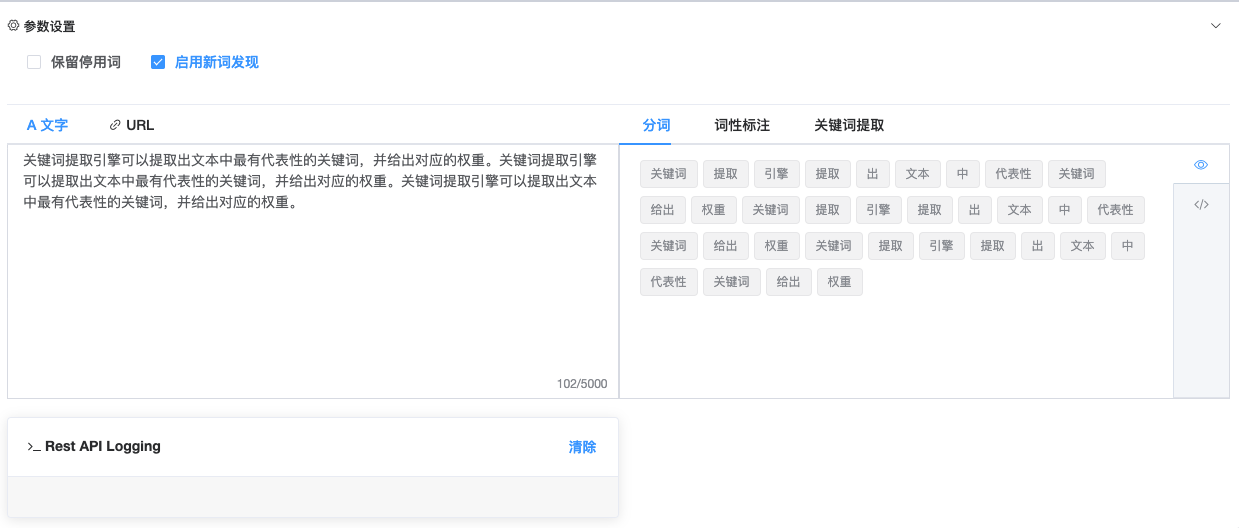 参数设置
保留停用词 启用新词发现
A 文字 URL
关键词提取引擎可以提取出文本中最有代表性的关键词，并给出对应的权重。关键词提取引擎
可以提取出文本中最有代表性的关键词，并给出对应的权重。关键词提取引擎可以提取出文本
中最有代表性的关键词，并给出对应的权重。
102/5000
分词 词性标注 关键词提取
关键词 提取 引擎 提取 出 文本 中 代表性 关键词
给出 权重 关键词 提取 引擎 提取 出 文本 中 代表性
关键词 给出 权重 关键词 提取 引擎 提取 出 文本 中
代表性 关键词 给出 权重
</>
>_ Rest API Logging 清除